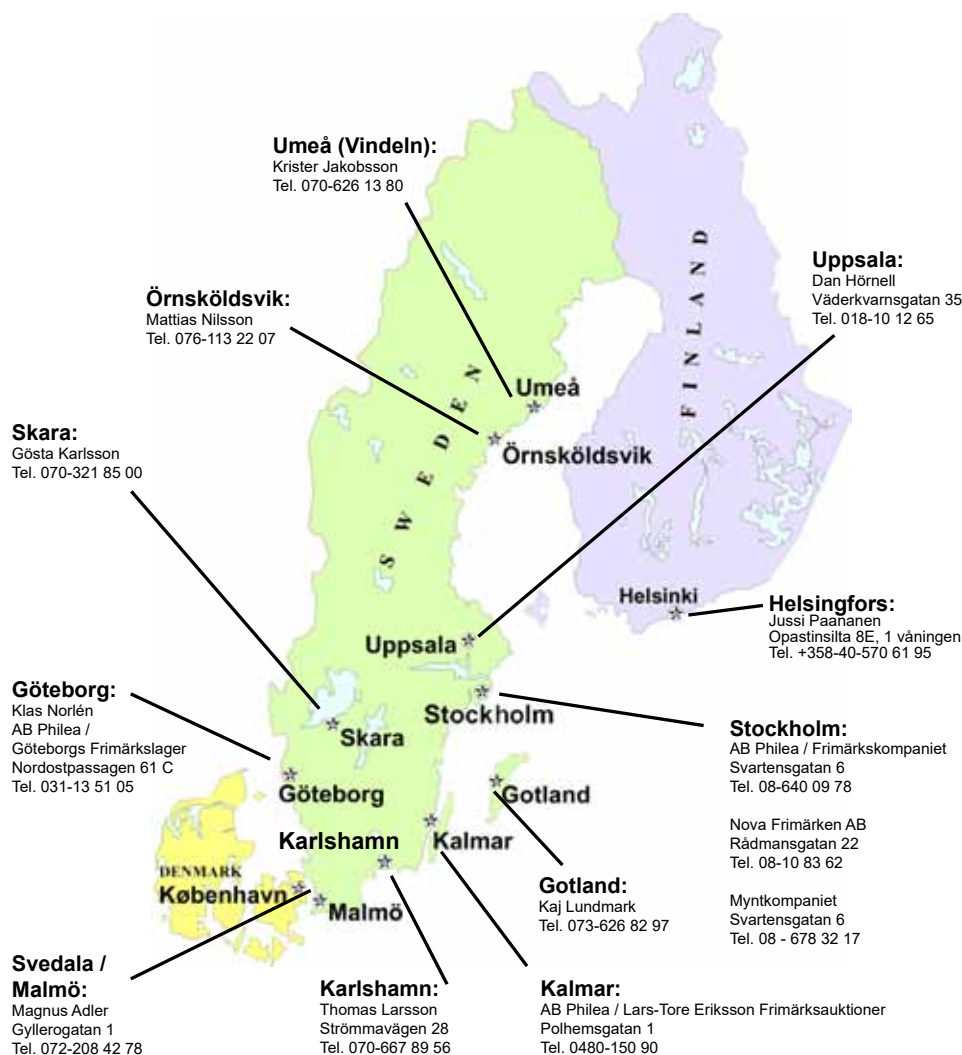 Umeå (Vindeln):
Krister Jakobsson
Tel. 070-626 13 80
Uppsala:
Dan Hörnell
Väderkvarnsgatan 35
Tel. 018-10 12 65
Örnsköldsvik:
Mattias Nilsson
Tel. 076-113 22 07
FINLAND
SWEDEN
Umeå
Örnsköldsvik
Skara:
Gösta Karlsson
Tel. 070-321 85 00
Helsinki
Helsingfors:
Jussi Paananen
Opastinsilta 8E, 1 våningen
Tel. +358-40-570 61 95
Uppsala
Stockholm
Skara
Göteborg:
Klas Norlén
AB Philea /
Göteborgs Frimärkslager
Nordostpassagen 61 C
Tel. 031-13 51 05
Stockholm:
AB Philea / Frimärkskompaniet
Svartensgatan 6
Tel. 08-640 09 78
Nova Frimärken AB
Rådmansgatan 22
Tel. 08-10 83 62
Myntkompaniet
Svartensgatan 6
Tel. 08 - 678 32 17
Göteborg
Gotland
Karlshamn
Kalmar
DENMARK
København
Malmö
Gotland:
Kaj Lundmark
Tel. 073-626 82 97
Svedala /
Malmö:
Magnus Adler
Gyllerogatan 1
Tel. 072-208 42 78
Karlshamn:
Thomas Larsson
Strömmavägen 28
Tel. 070-667 89 56
Kalmar:
AB Philea / Lars-Tore Eriksson Frimärksauktioner
Polhemsgatan 1
Tel. 0480-150 90